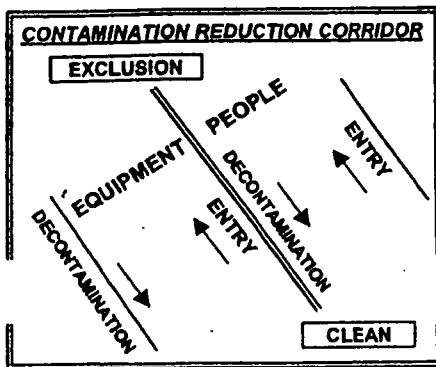 CONTAMINATION REDUCTION CORRIDOR
EXCLUSION
PEOPLE
EQUIPMENT
ENTRY
DECONTAMINATION
ENTRY
DECONTAMINATION
CLEAN